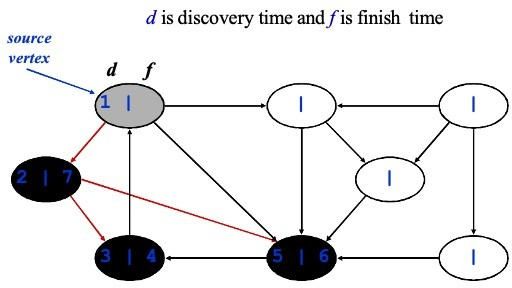 d is discovery time and f is finish time
source
vertex
d f
1 |
|
|
2 | 7
|
3 | 4
5 | 6
|